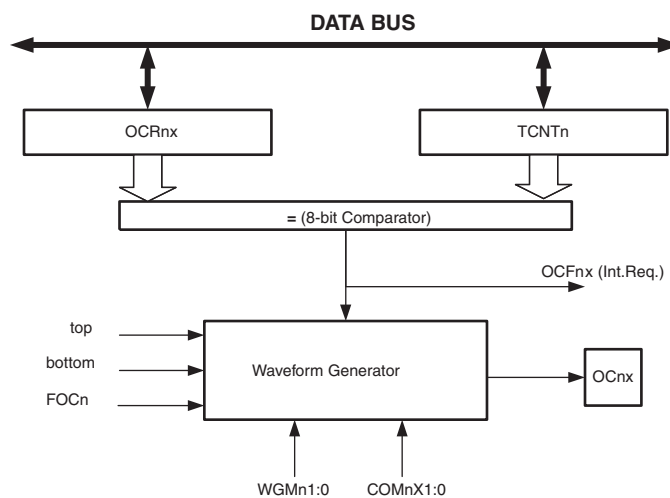 DATA BUS
OCRnx
TCNTn
= (8-bit Comparator)
OCFnx (Int.Req.)
top
bottom
FOCn
Waveform Generator
OCnx
WGMn1:0
COMnX1:0